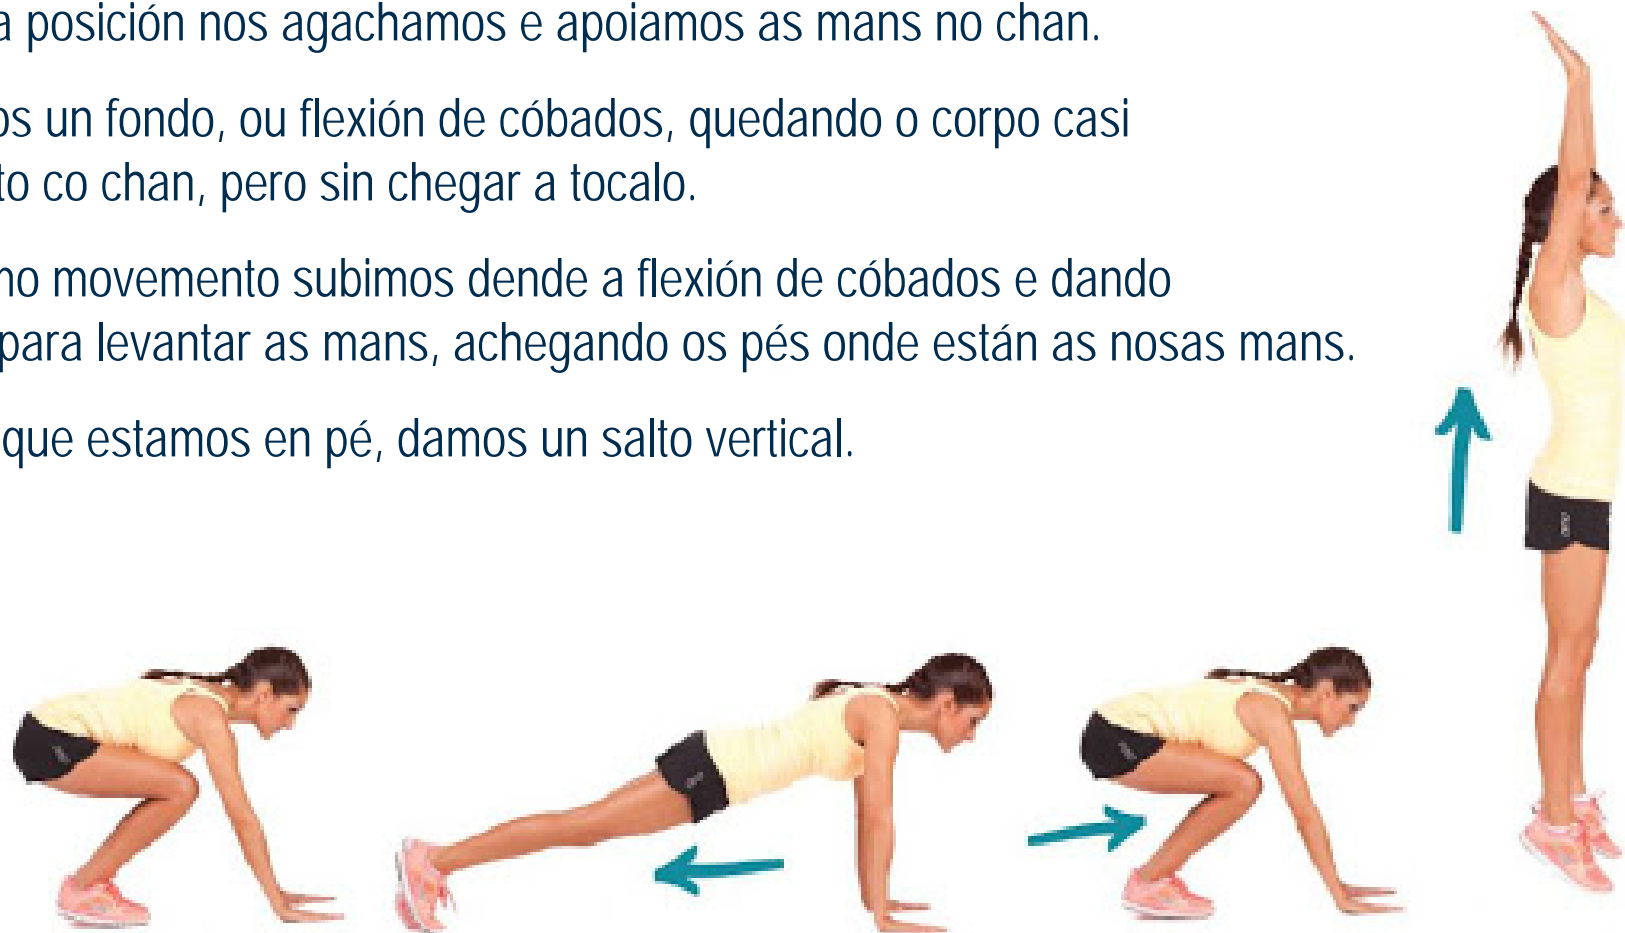 a posición nos agachamos e apoiamos as mans no chan.
os un fondo, ou flexión de cóbados, quedando o corpo casi
to co chan, pero sin chegar a tocalo.
no movemento subimos dende a flexión de cóbados e dando
para levantar as mans, achegando os pés onde están as nosas mans.
que estamos en pé, damos un salto vertical.